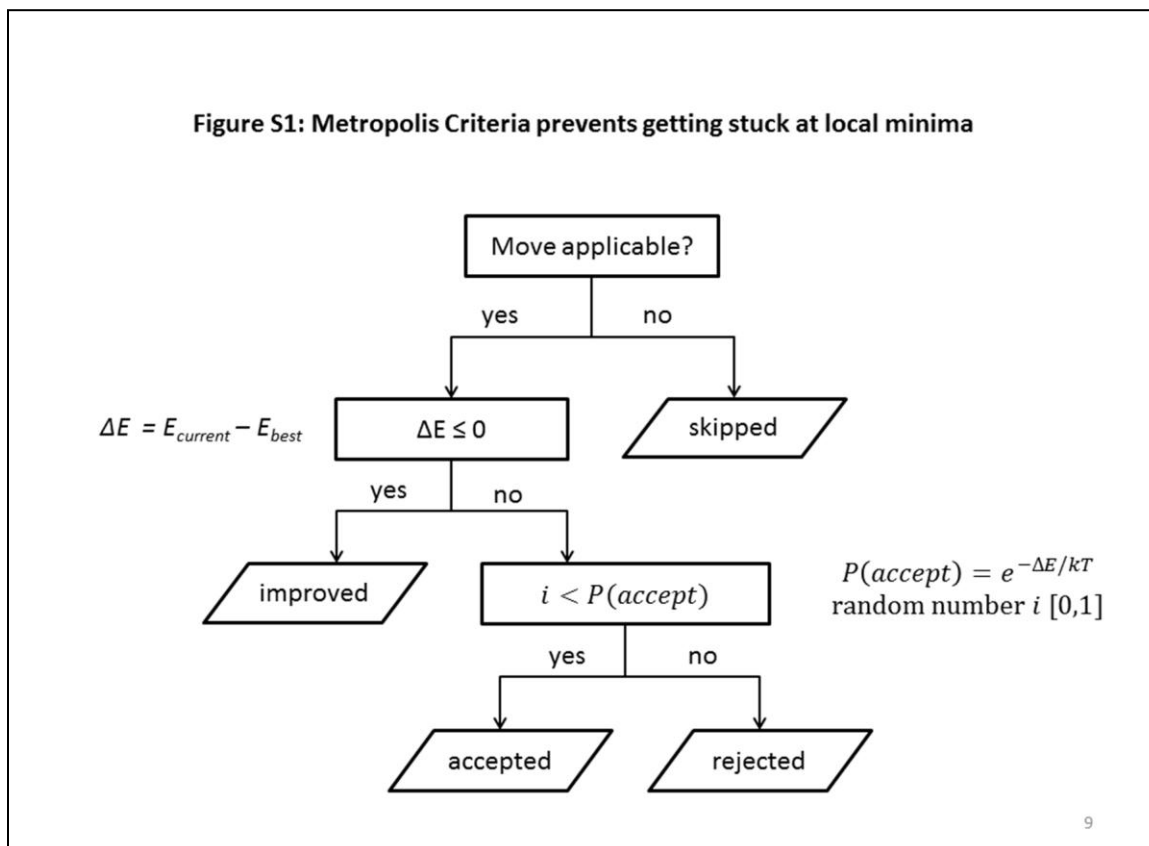 Figure S1: Metropolis Criteria prevents getting stuck at local minima
Move applicable?
yes
no
ΔE = E_current – E_best
ΔE ≤ 0
skipped
yes
no
improved
i < P(accept)
P(accept) = e^{−ΔE/kT}
random number i [0,1]
yes
no
accepted
rejected
9